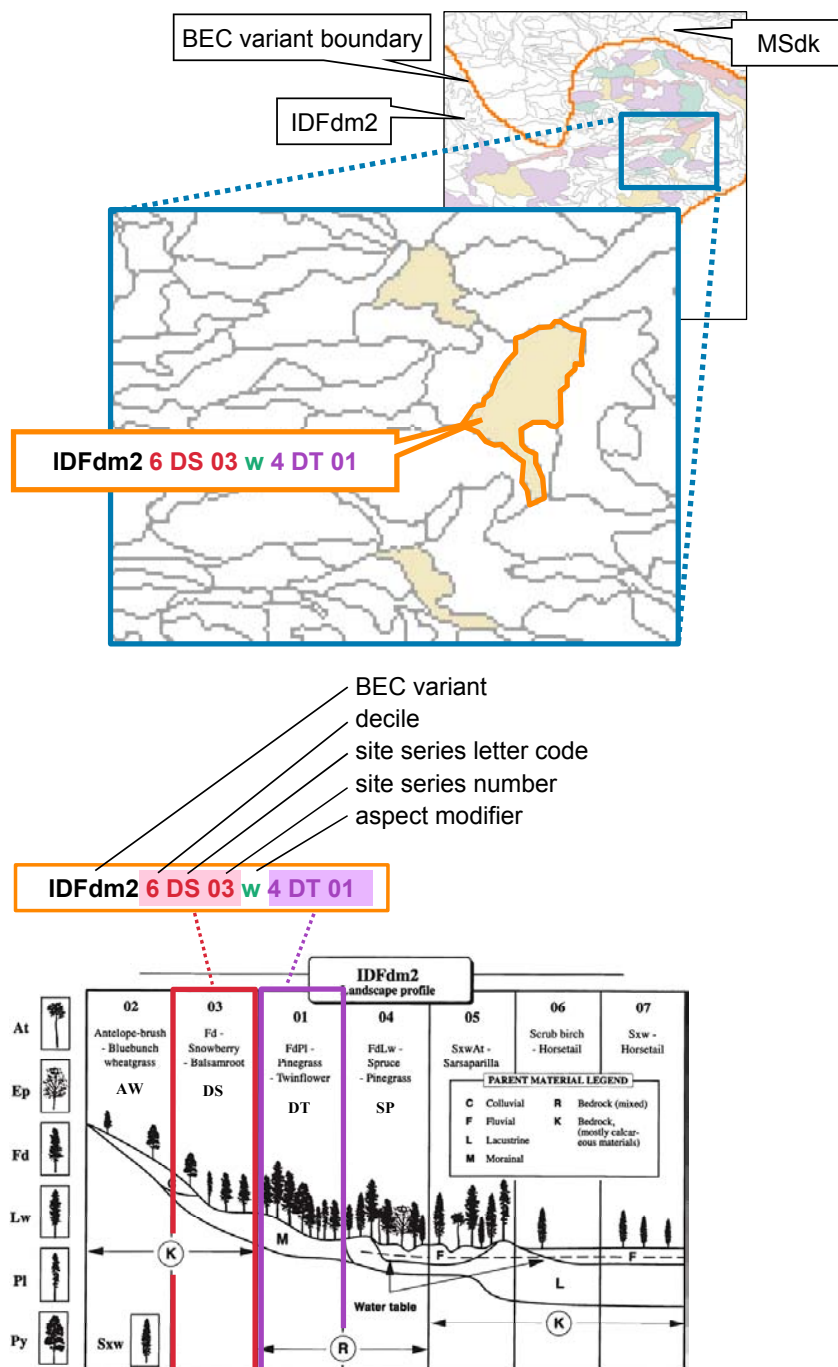 BEC variant boundary
MSdk
IDFdm2
IDFdm2 6 DS 03 w 4 DT 01
BEC variant
decile
site series letter code
site series number
aspect modifier
IDFdm2 6 DS 03 w 4 DT 01
IDFdm2
Landscape profile
02
Antelope-brush
- Bluebunch
wheatgrass
AW
03
Fd -
Snowberry
- Balsamroot
DS
01
FdPl -
Pinegrass
- Twinflower
DT
04
FdLw -
Spruce
- Pinegrass
SP
05
SxwAt -
Sarsaparilla
06
Scrub birch
- Horsetail
07
Sxw -
Horsetail
PARENT MATERIAL LEGEND
C Colluvial
F Fluvial
L Lacustrine
M Morainal
R Bedrock (mixed)
K Bedrock,
(mostly calcar-
eous materials)
At
Ep
Fd
Lw
Pl
Py
Sxw
C
M
F
F
L
K
Water table
R
K